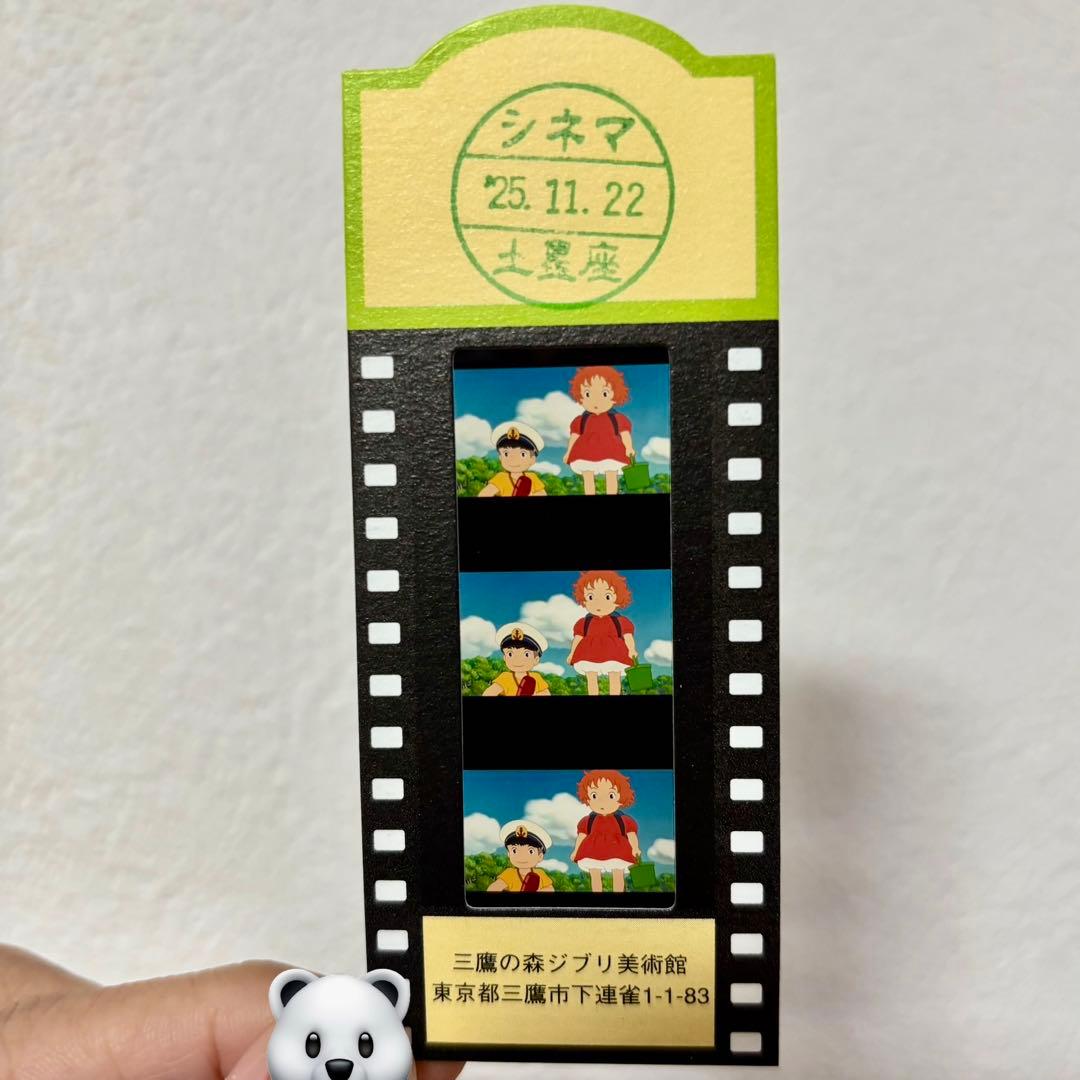 シネマ
'25.11.22
土星座
三鷹の森ジブリ美術館
東京都三鷹市下連雀1-1-83